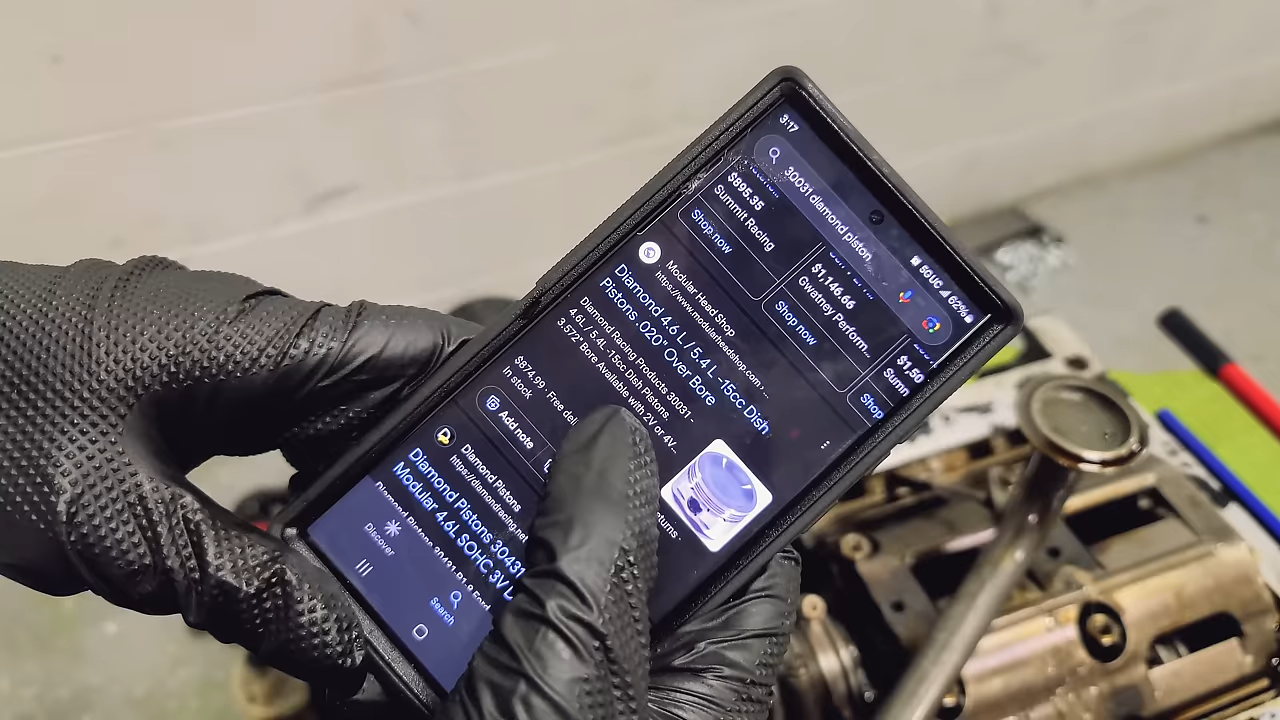 3:17
5G UC 62%
30031 diamond piston
$895.35
Summit Racing
Shop now
$1,146.66
Gwatney Perform...
Shop now
$1,50
Summ
Shop
Modular Head Shop
https://www.modularheadshop.com ›
Diamond 4.6 L / 5.4 L -15cc Dish
Pistons .020" Over Bore
Diamond Racing Products 30031 -
4.6L / 5.4L -15cc Dish Pistons -
3.572" Bore. Available with 2V or 4V...
$874.99 · Free deli
In stock
Add note
Diamond Pistons
https://diamondracing.net
Diamond Pistons 30431
Modular 4.6L SOHC 3V L
Discover
Search